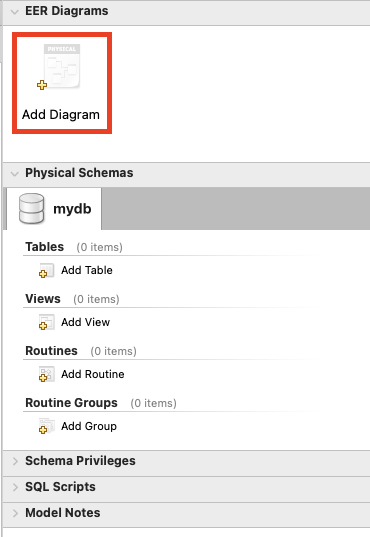 EER Diagrams
PHYSICAL
Add Diagram
Physical Schemas
mydb
Tables (0 items)
Add Table
Views (0 items)
Add View
Routines (0 items)
Add Routine
Routine Groups (0 items)
Add Group
Schema Privileges
SQL Scripts
Model Notes